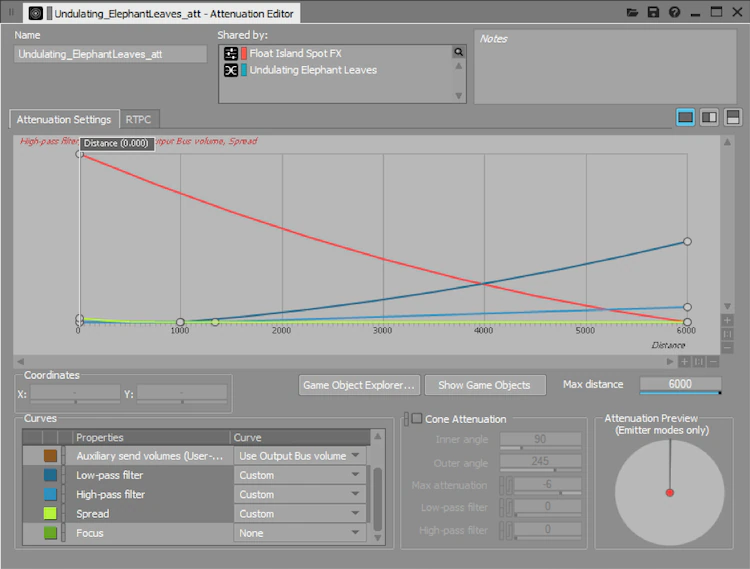 Undulating_ElephantLeaves_att - Attenuation Editor
Name
Shared by:
Undulating_ElephantLeaves_att
Float Island Spot FX
Undulating Elephant Leaves
Notes
Attenuation Settings
RTPC
High-pass filter
Distance (0.000)
utput Bus volume, Spread
0
1000
2000
3000
4000
5000
6000
Distance
Coordinates
X:
-
Y:
-
Game Object Explorer...
Show Game Objects
Max distance
6000
Curves
Properties
Curve
Auxiliary send volumes (User-...
Use Output Bus volume
Low-pass filter
Custom
High-pass filter
Custom
Spread
Custom
Focus
None
Cone Attenuation
Inner angle
90
Outer angle
245
Max attenuation
-6
Low-pass filter
0
High-pass filter
0
Attenuation Preview
(Emitter modes only)